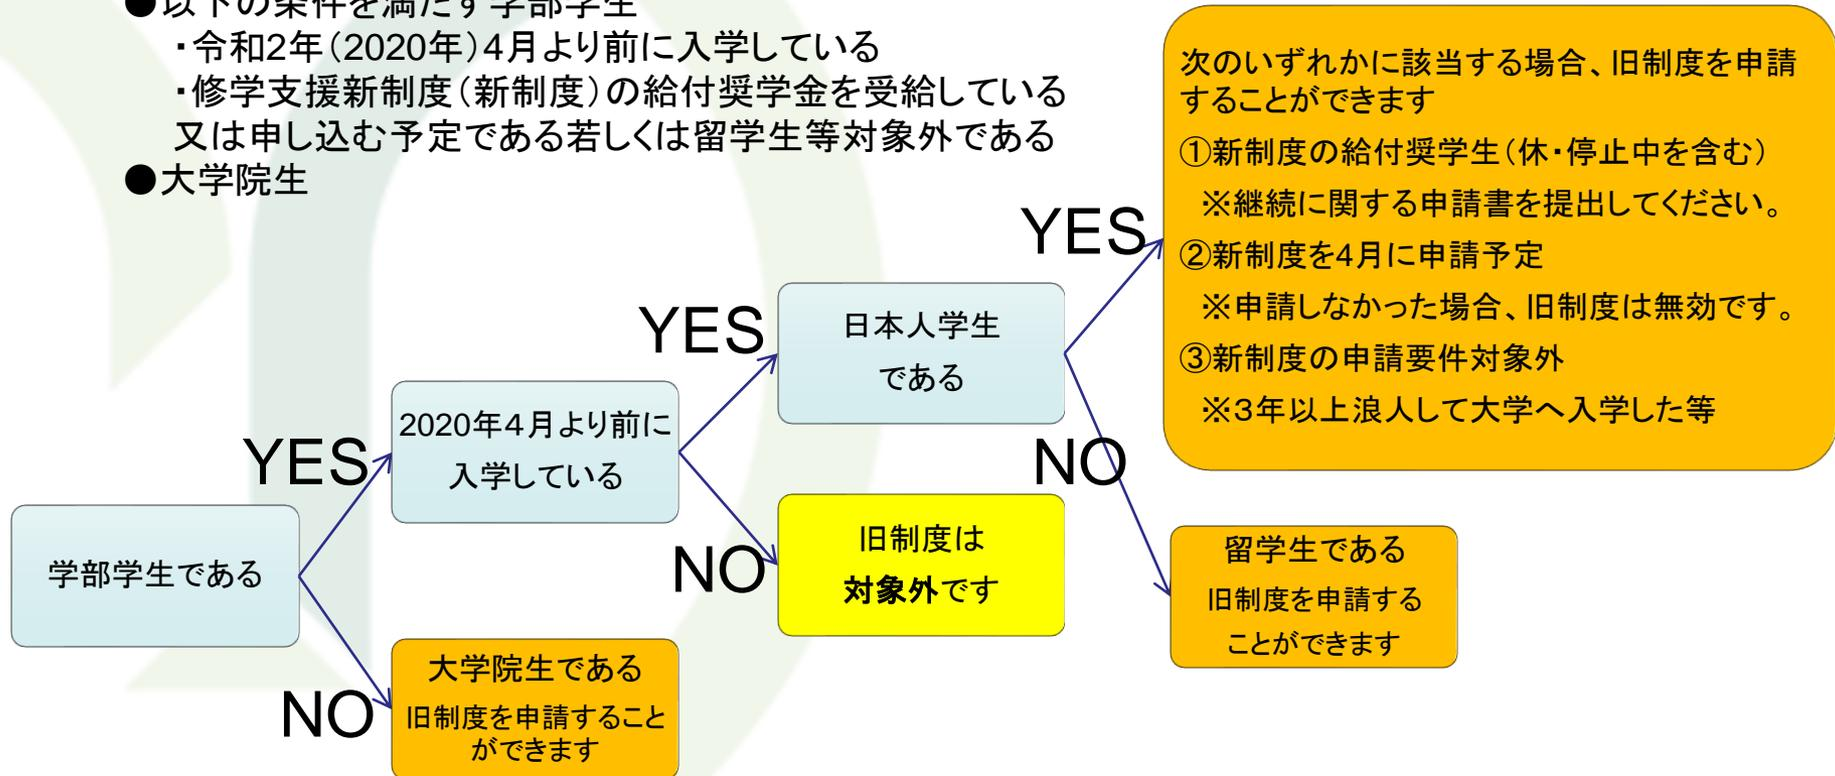 ●以下の条件を満たす学部学生
・令和2年（2020年）4月より前に入学している
・修学支援新制度（新制度）の給付奨学金を受給している
又は申し込む予定である若しくは留学生等対象外である
●大学院生
次のいずれかに該当する場合、旧制度を申請
することができます
①新制度の給付奨学生（休・停止中を含む）
※継続に関する申請書を提出してください。
②新制度を4月に申請予定
※申請しなかった場合、旧制度は無効です。
③新制度の申請要件対象外
※３年以上浪人して大学へ入学した等
YES
YES
日本人学生
である
YES
2020年４月より前に
入学している
NO
学部学生である
NO
旧制度は
対象外です
留学生である
旧制度を申請する
ことができます
NO
大学院生である
旧制度を申請すること
ができます